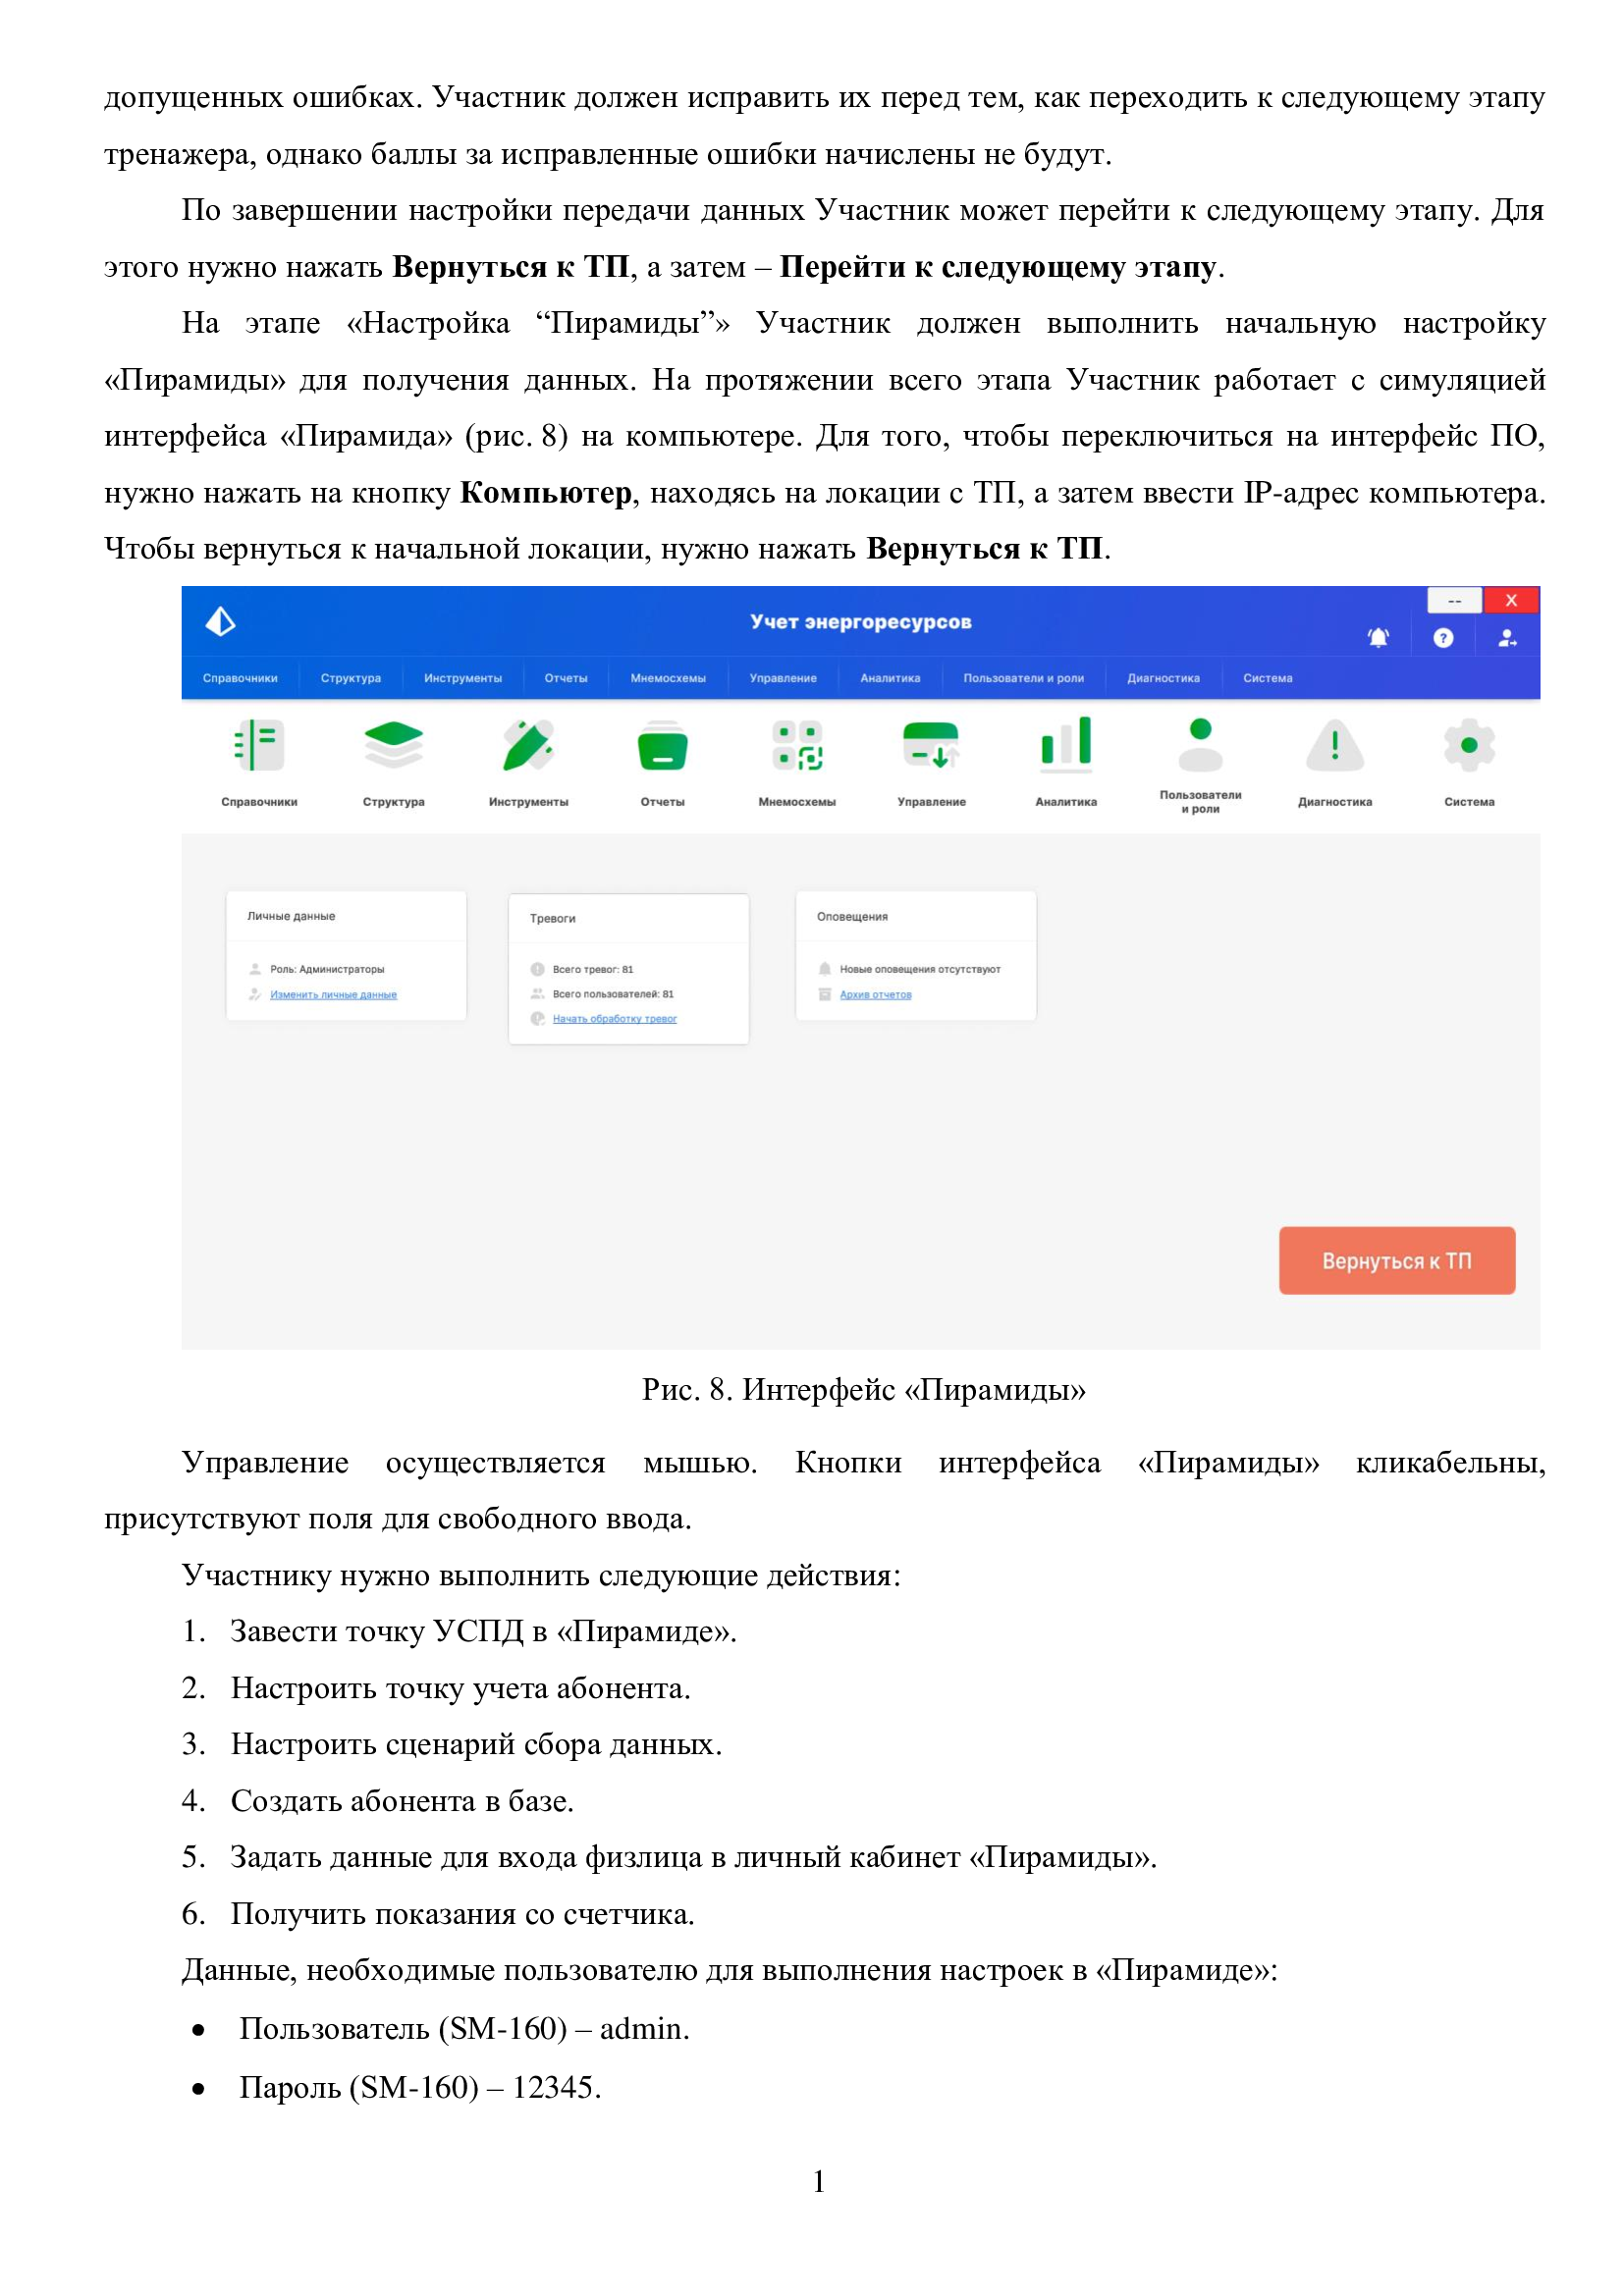 допущенных ошибках. Участник должен исправить их перед тем, как переходить к следующему этапу
тренажера, однако баллы за исправленные ошибки начислены не будут.
По завершении настройки передачи данных Участник может перейти к следующему этапу. Для
этого нужно нажать Вернуться к ТП, а затем – Перейти к следующему этапу.
На этапе «Настройка “Пирамиды”» Участник должен выполнить начальную настройку
«Пирамиды» для получения данных. На протяжении всего этапа Участник работает с симуляцией
интерфейса «Пирамида» (рис. 8) на компьютере. Для того, чтобы переключиться на интерфейс ПО,
нужно нажать на кнопку Компьютер, находясь на локации с ТП, а затем ввести IP-адрес компьютера.
Чтобы вернуться к начальной локации, нужно нажать Вернуться к ТП.
-- X
Учет энергоресурсов
?
Справочники Структура Инструменты Отчеты Мнемосхемы Управление Аналитика Пользователи и роли Диагностика Система
Справочники Структура Инструменты Отчеты Мнемосхемы Управление Аналитика Пользователи и роли Диагностика Система
Личные данные
Роль: Администраторы
Изменить личные данные
Тревоги
Всего тревог: 81
Всего пользователей: 81
Начать обработку тревог
Оповещения
Новые оповещения отсутствуют
Архив отчетов
Вернуться к ТП
Рис. 8. Интерфейс «Пирамиды»
Управление осуществляется мышью. Кнопки интерфейса «Пирамиды» кликабельны,
присутствуют поля для свободного ввода.
Участнику нужно выполнить следующие действия:
1. Завести точку УСПД в «Пирамиде».
2. Настроить точку учета абонента.
3. Настроить сценарий сбора данных.
4. Создать абонента в базе.
5. Задать данные для входа физлица в личный кабинет «Пирамиды».
6. Получить показания со счетчика.
Данные, необходимые пользователю для выполнения настроек в «Пирамиде»:
• Пользователь (SM-160) – admin.
• Пароль (SM-160) – 12345.
1